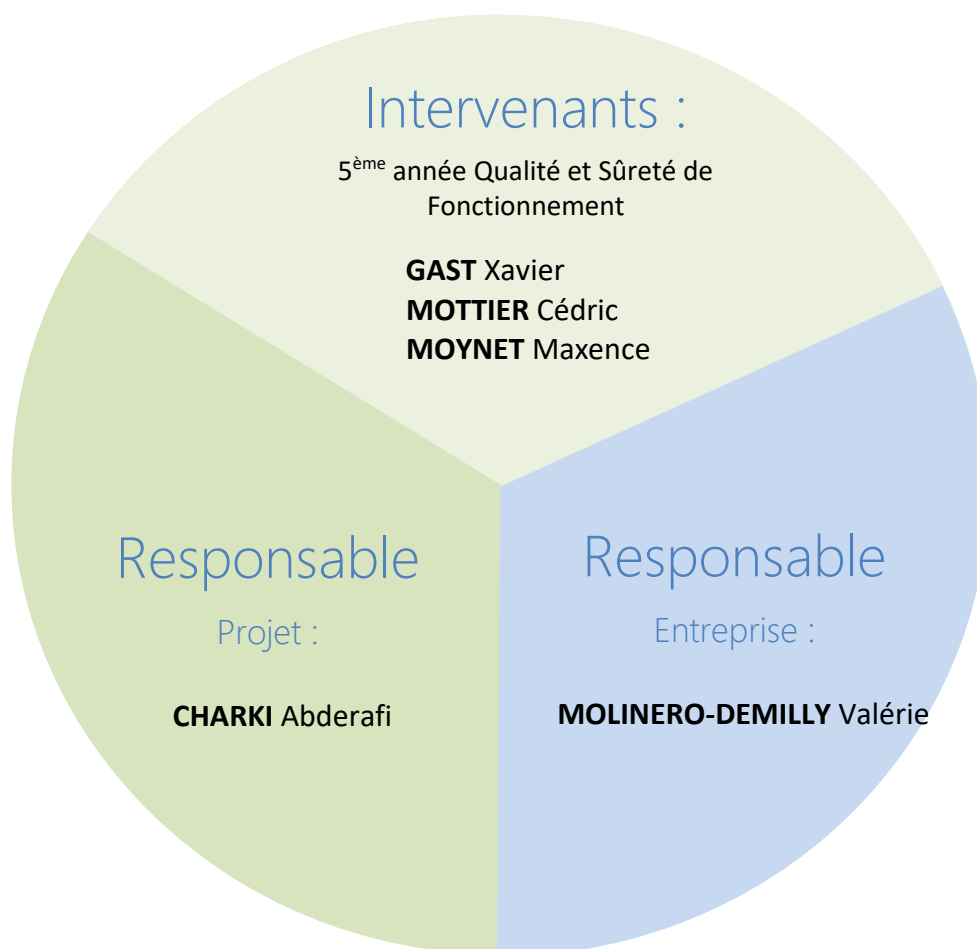 Intervenants :
5ème année Qualité et Sûreté de
Fonctionnement
GAST Xavier
MOTTIER Cédric
MOYNET Maxence
Responsable
Projet :
CHARKI Abderafi
Responsable
Entreprise :
MOLINERO-DEMILLY Valérie